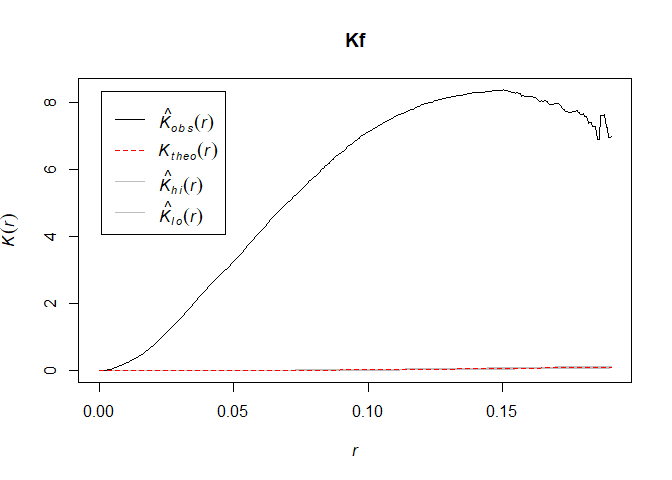 Kf
K̂obs(r)
Ktheo(r)
K̂hi(r)
K̂lo(r)
K(r)
8
6
4
2
0
0.00 0.05 0.10 0.15
r